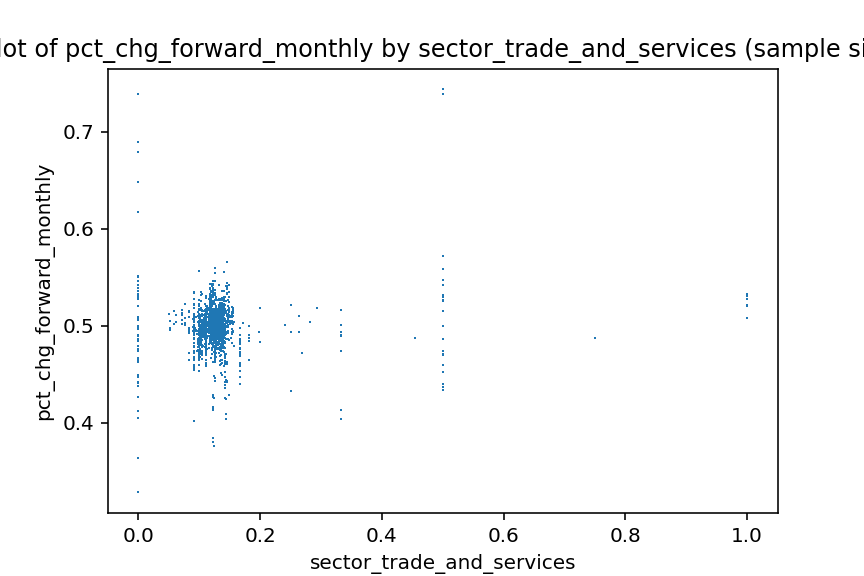 lot of pct_chg_forward_monthly by sector_trade_and_services (sample si
0.7
0.6
0.5
0.4
pct_chg_forward_monthly
0.0 0.2 0.4 0.6 0.8 1.0
sector_trade_and_services